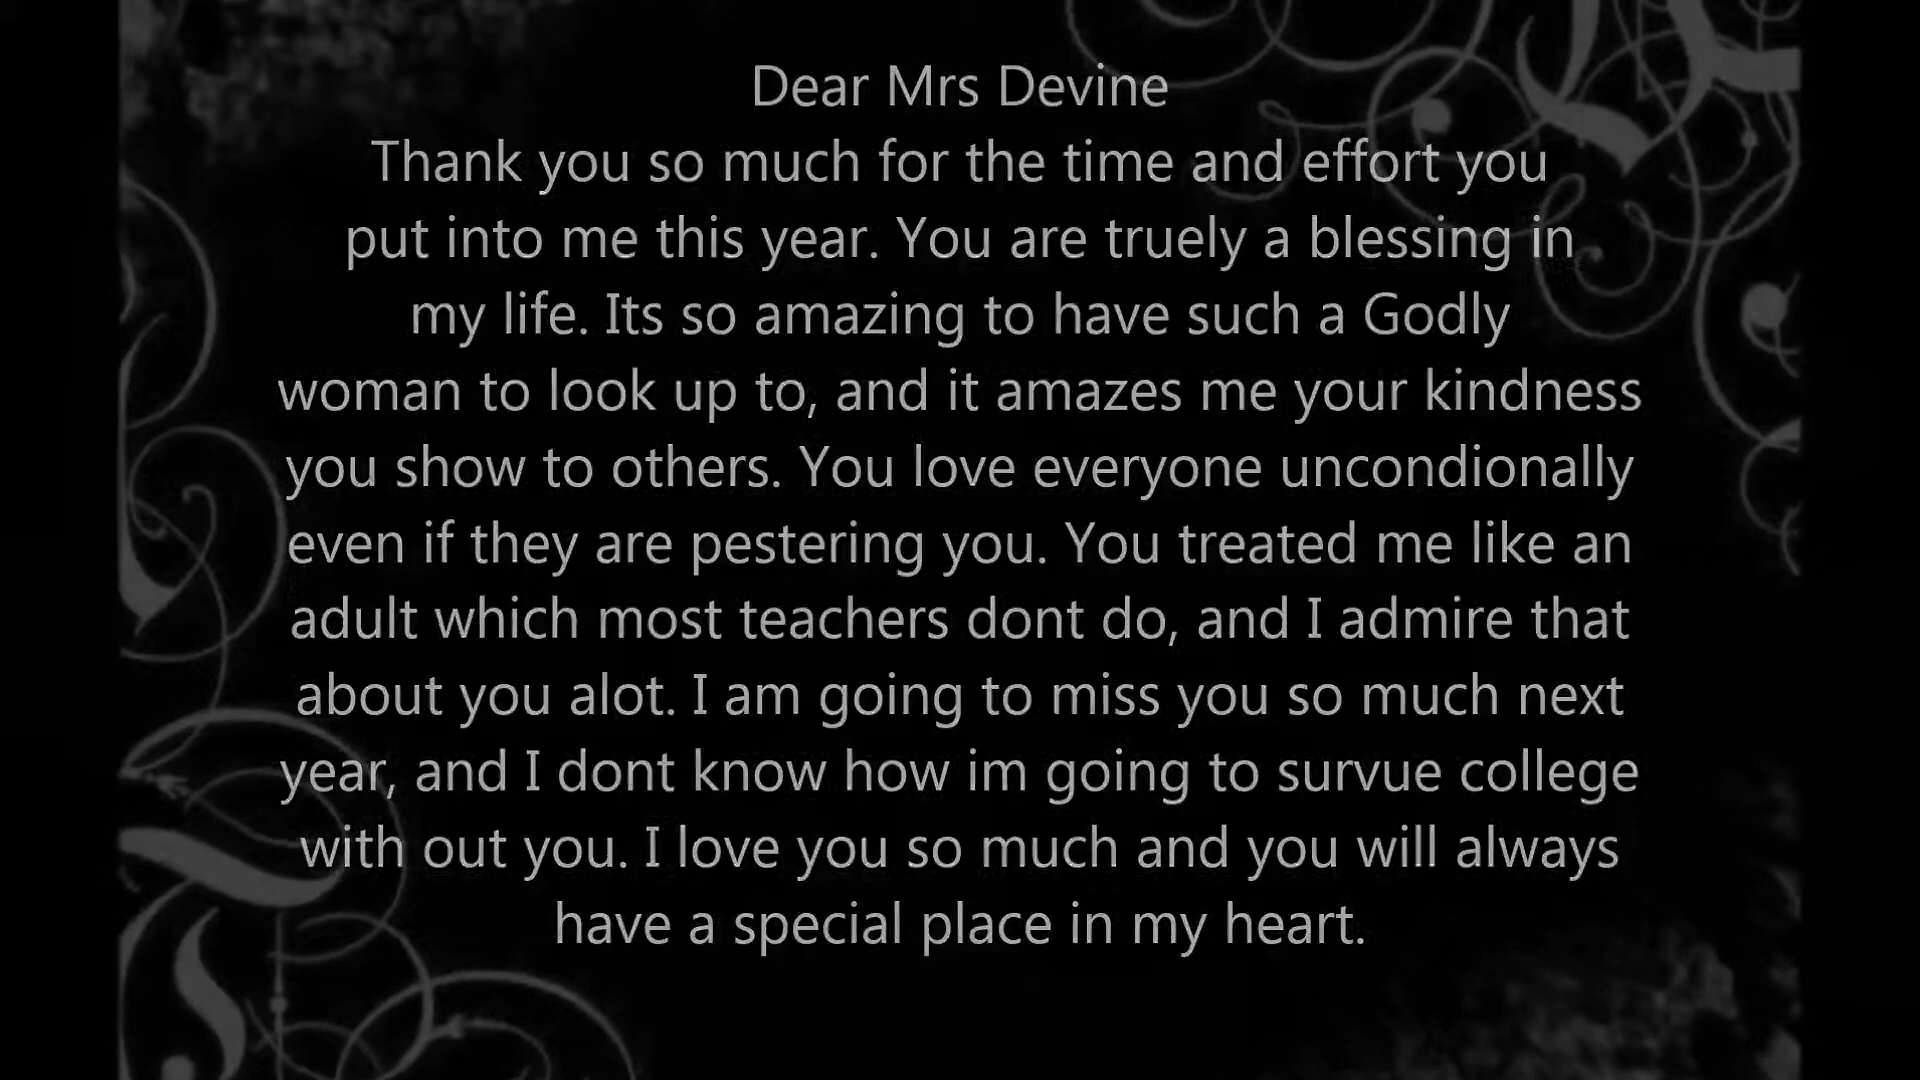 Dear Mrs Devine
Thank you so much for the time and effort you
put into me this year. You are truely a blessing in
my life. Its so amazing to have such a Godly
woman to look up to, and it amazes me your kindness
you show to others. You love everyone uncondionally
even if they are pestering you. You treated me like an
adult which most teachers dont do, and I admire that
about you alot. I am going to miss you so much next
year, and I dont know how im going to survue college
with out you. I love you so much and you will always
have a special place in my heart.